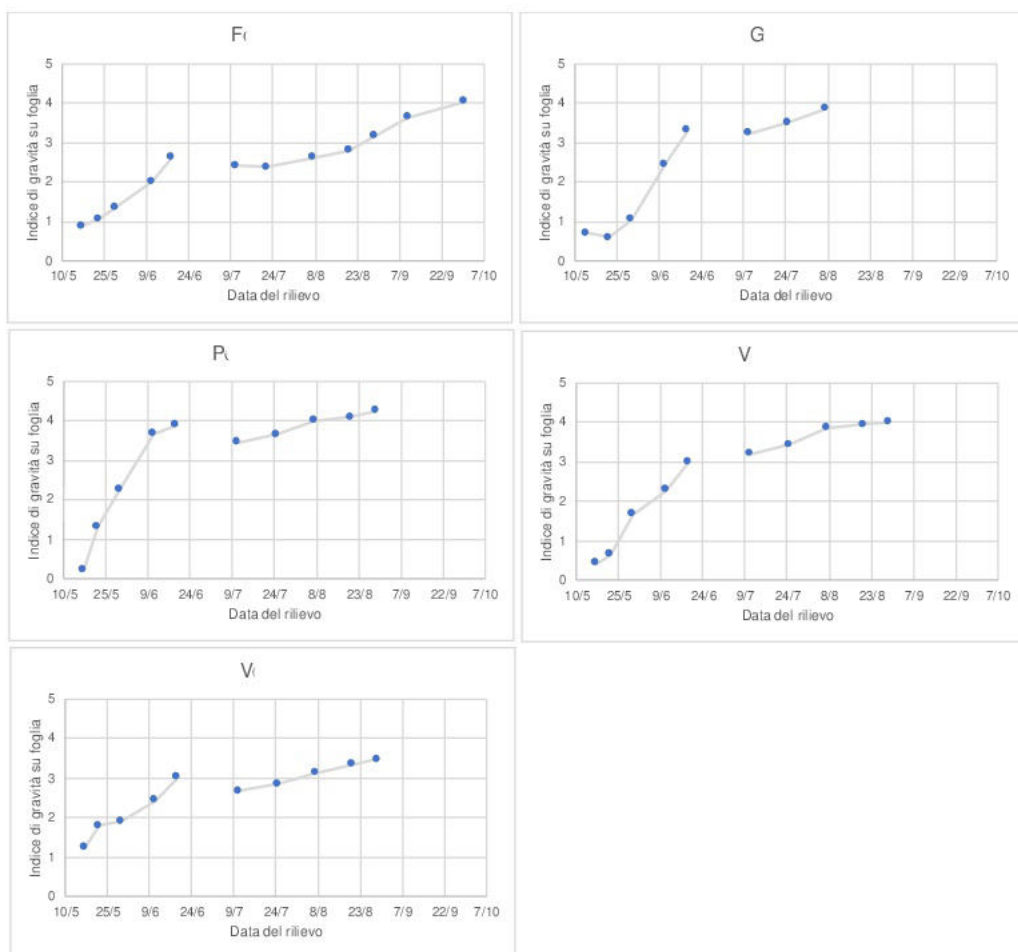 F(
5
4
3
2
1
0
Indice di gravità su foglia
10/5 25/5 9/6 24/6 9/7 24/7 8/8 23/8 7/9 22/9 7/10
Data del rilievo
G
5
4
3
2
1
0
Indice di gravità su foglia
10/5 25/5 9/6 24/6 9/7 24/7 8/8 23/8 7/9 22/9 7/10
Data del rilievo
P(
5
4
3
2
1
0
Indice di gravità su foglia
10/5 25/5 9/6 24/6 9/7 24/7 8/8 23/8 7/9 22/9 7/10
Data del rilievo
V
5
4
3
2
1
0
Indice di gravità su foglia
10/5 25/5 9/6 24/6 9/7 24/7 8/8 23/8 7/9 22/9 7/10
Data del rilievo
V(
5
4
3
2
1
0
Indice di gravità su foglia
10/5 25/5 9/6 24/6 9/7 24/7 8/8 23/8 7/9 22/9 7/10
Data del rilievo